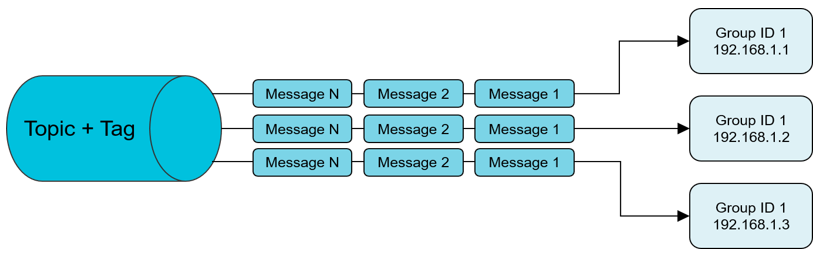 Topic + Tag
Message N
Message 2
Message 1
Message N
Message 2
Message 1
Message N
Message 2
Message 1
Group ID 1
192.168.1.1
Group ID 1
192.168.1.2
Group ID 1
192.168.1.3